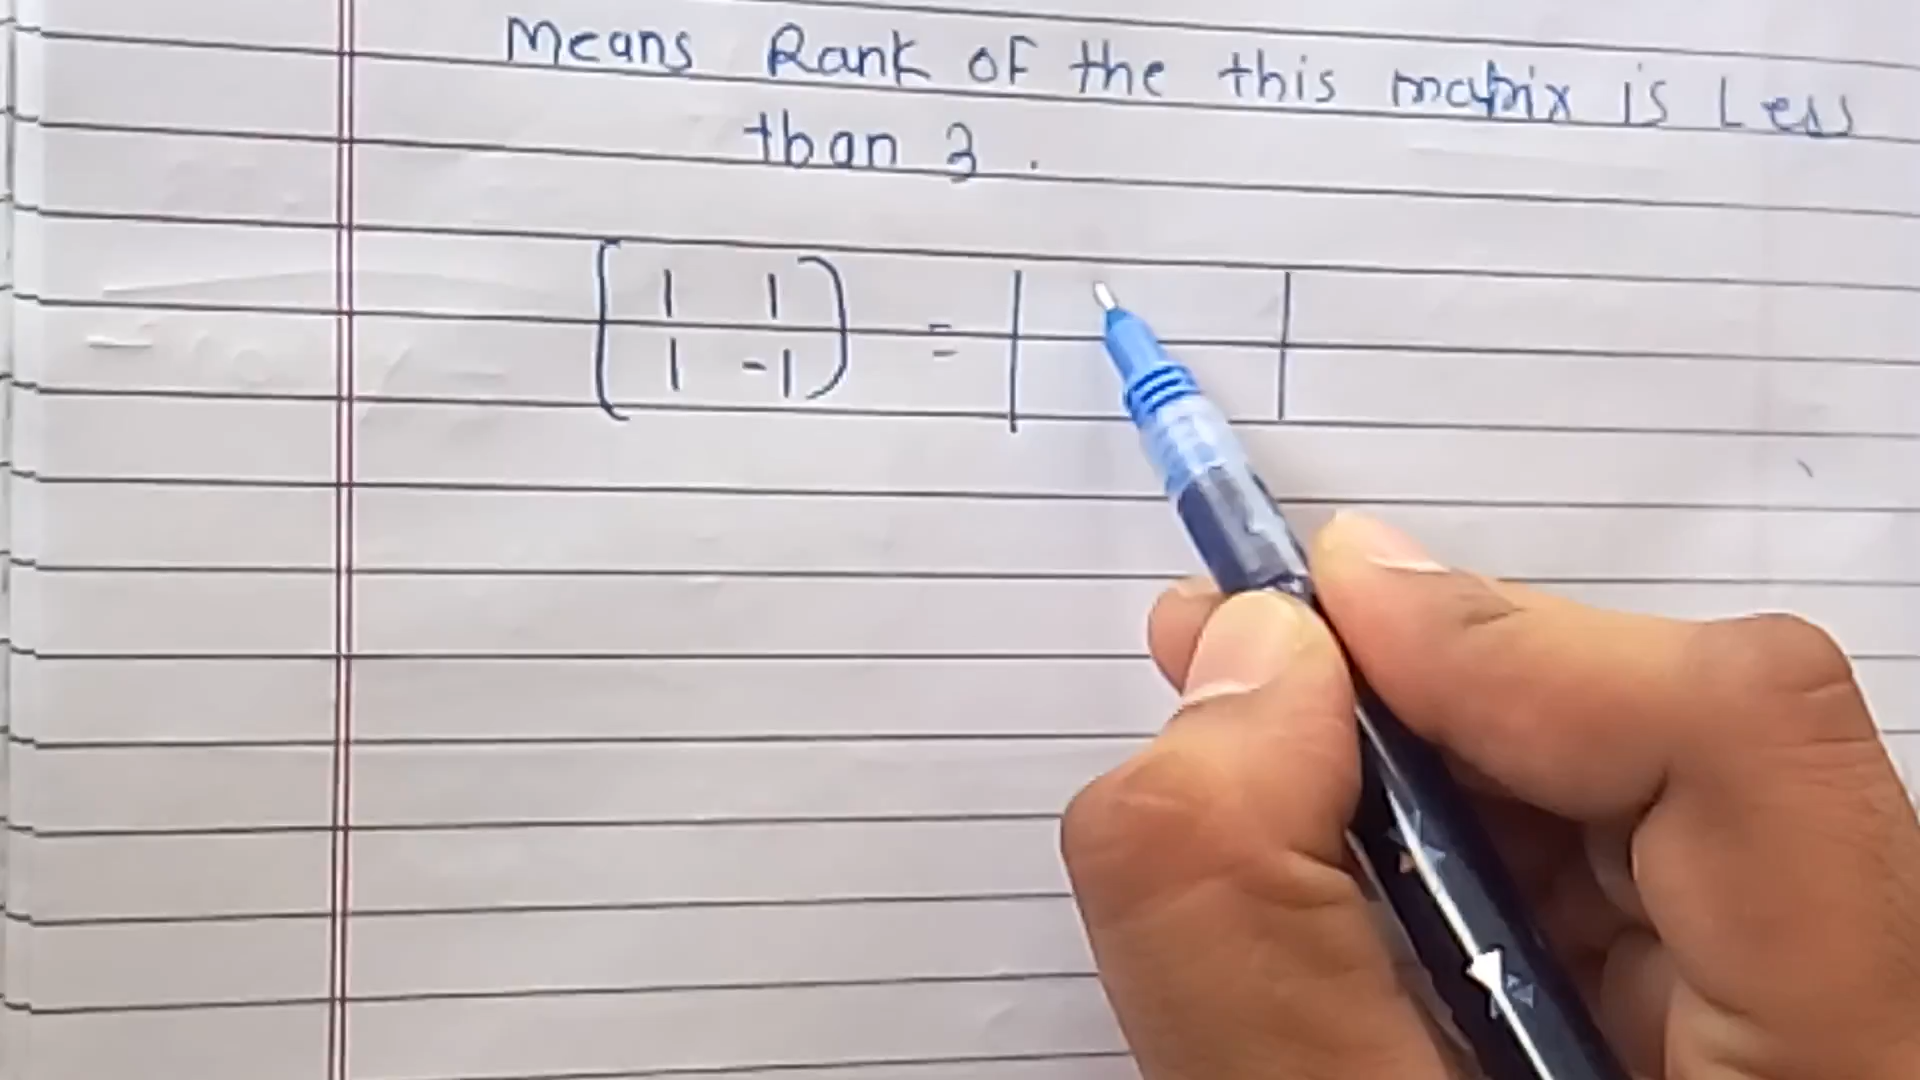 Means Rank of the this matrix is Less
than 3 .
[ 1 1 ) = | |
1 -1